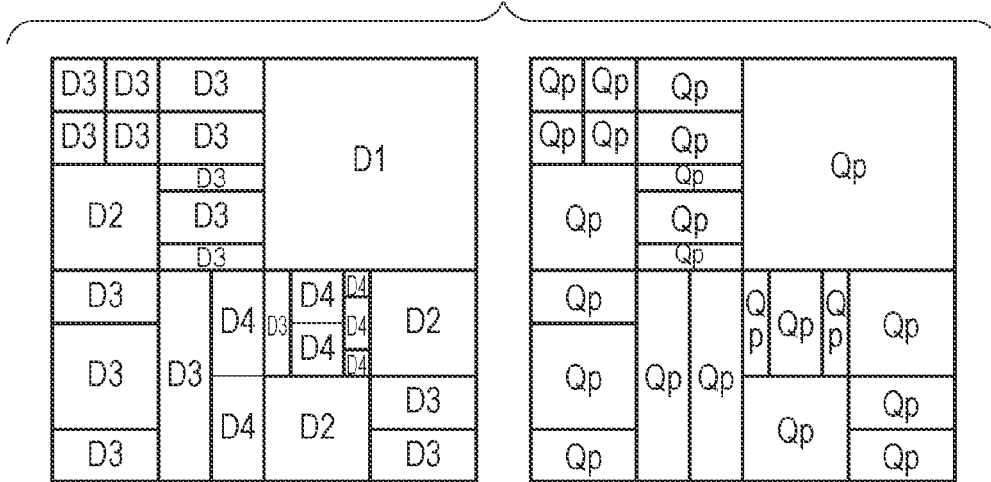 D3 D3 D3
D3 D3 D3
D1
D3
D2 D3
D3
D3 D4 D3 D4 D4 D2
D4
D4
D3 D3 D4
D4 D2 D3
D3 D3
Qp Qp Qp
Qp Qp Qp
Qp
Qp
Qp Qp
Qp
Qp Qp Qp Qp Qp
Qp Qp Qp Qp
Qp
Qp Qp